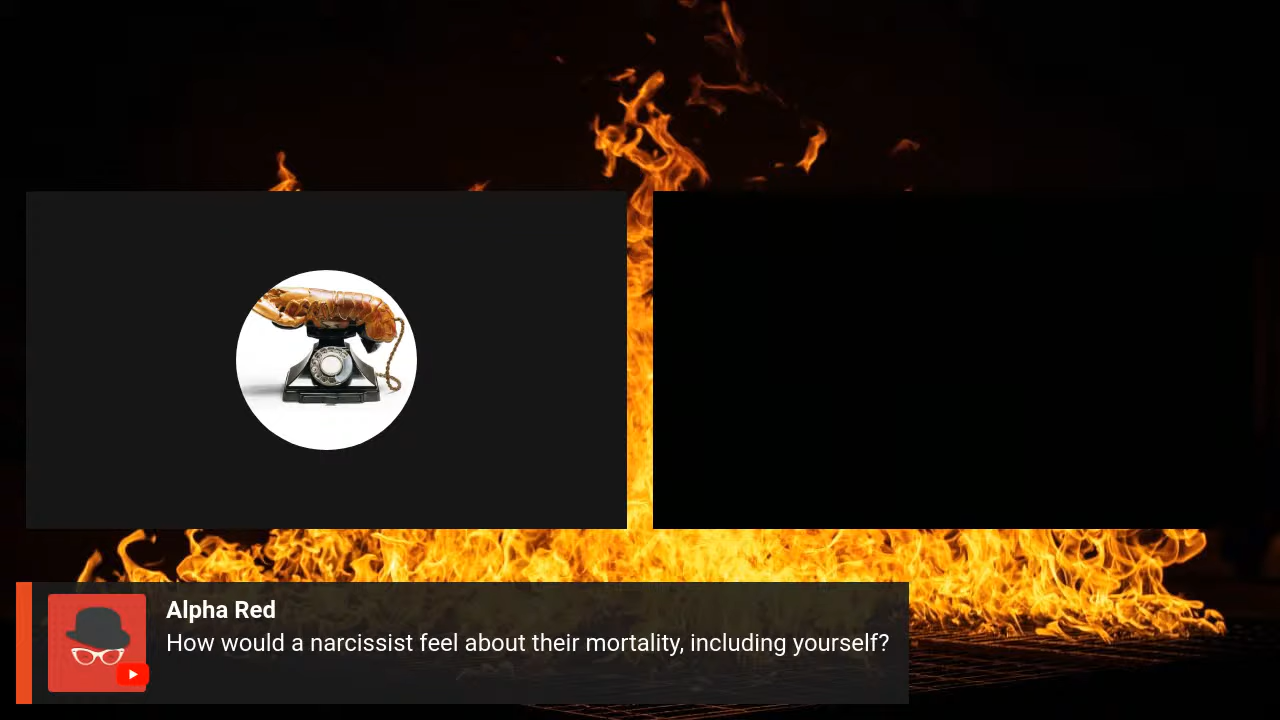 Alpha Red
How would a narcissist feel about their mortality, including yourself?